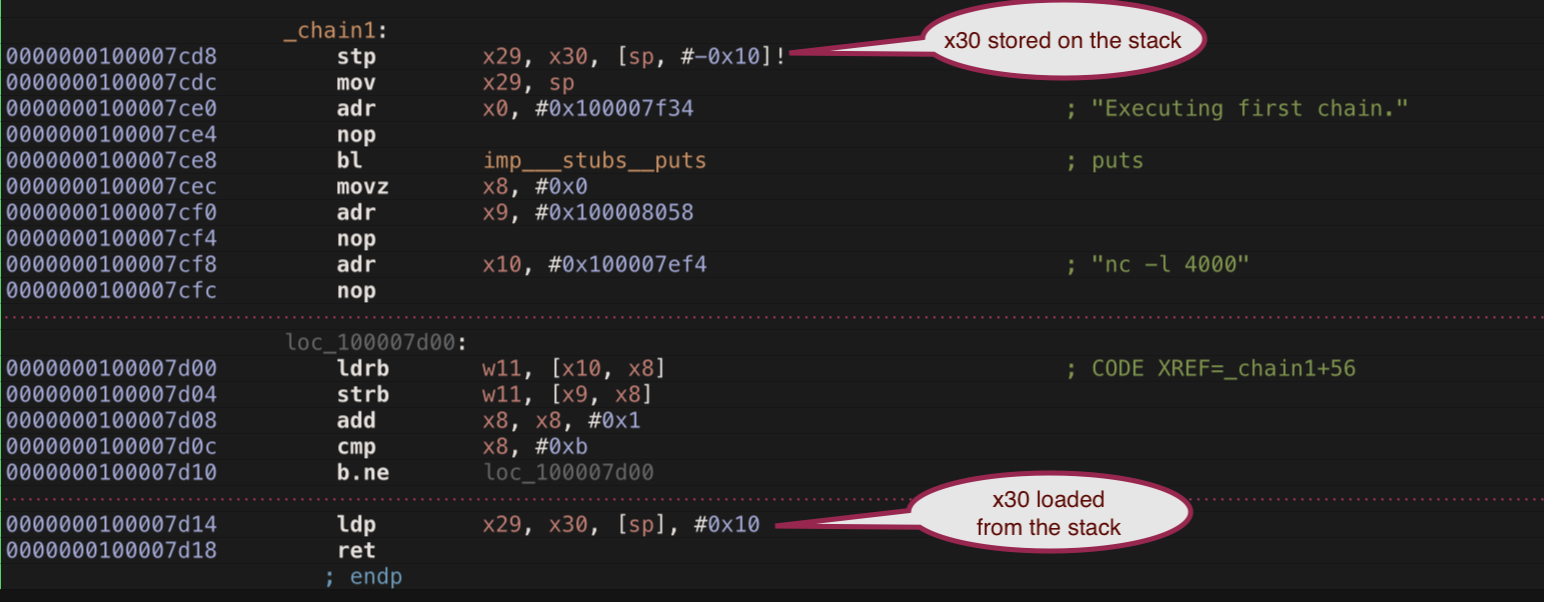 _chain1:
0000000100007cd8 stp x29, x30, [sp, #-0x10]!
x30 stored on the stack
0000000100007cdc mov x29, sp
0000000100007ce0 adr x0, #0x100007f34 ; "Executing first chain."
0000000100007ce4 nop
0000000100007ce8 bl imp___stubs__puts ; puts
0000000100007cec movz x8, #0x0
0000000100007cf0 adr x9, #0x100008058
0000000100007cf4 nop
0000000100007cf8 adr x10, #0x100007ef4 ; "nc -l 4000"
0000000100007cfc nop
loc_100007d00:
0000000100007d00 ldrb w11, [x10, x8] ; CODE XREF=_chain1+56
0000000100007d04 strb w11, [x9, x8]
0000000100007d08 add x8, x8, #0x1
0000000100007d0c cmp x8, #0xb
0000000100007d10 b.ne loc_100007d00
x30 loaded
from the stack
0000000100007d14 ldp x29, x30, [sp], #0x10
0000000100007d18 ret
; endp